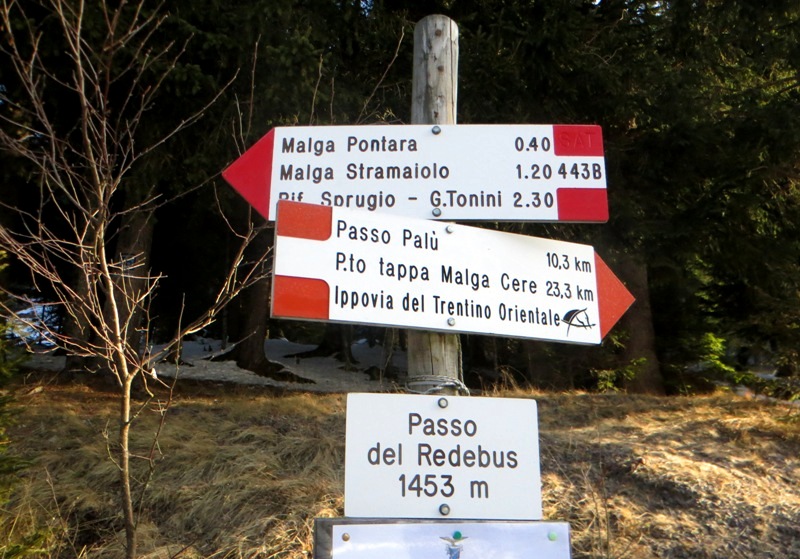 Malga Pontara 0.40 SAT
Malga Stramaiolo 1.20 443B
Rif. Sprugio - G.Tonini 2.30
Passo Palù 10,3 km
P.to tappa Malga Cere 23,3 km
Ippovia del Trentino Orientale
Passo
del Redebus
1453 m